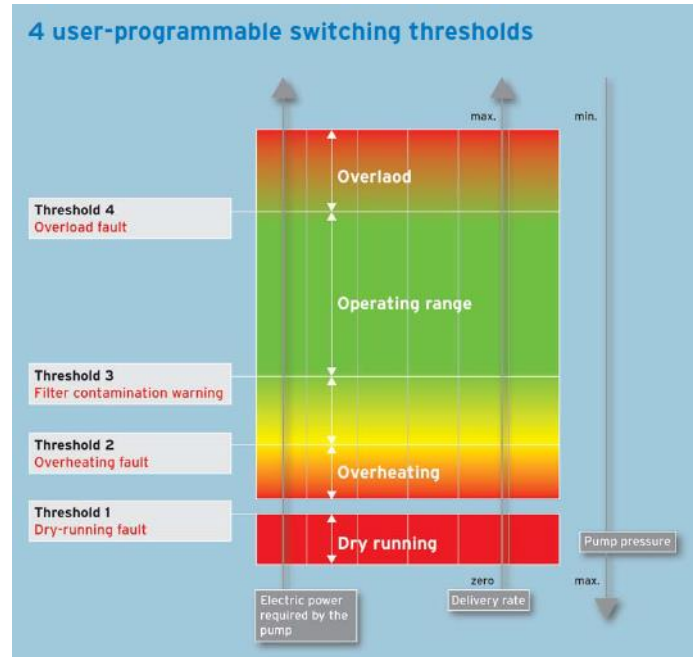 4 user-programmable switching thresholds
max.
min.
Overlaod
Threshold 4
Overload fault
Operating range
Threshold 3
Filter contamination warning
Threshold 2
Overheating fault
Overheating
Threshold 1
Dry-running fault
Dry running
Pump pressure
zero
max.
Electric power
required by the
pump
Delivery rate